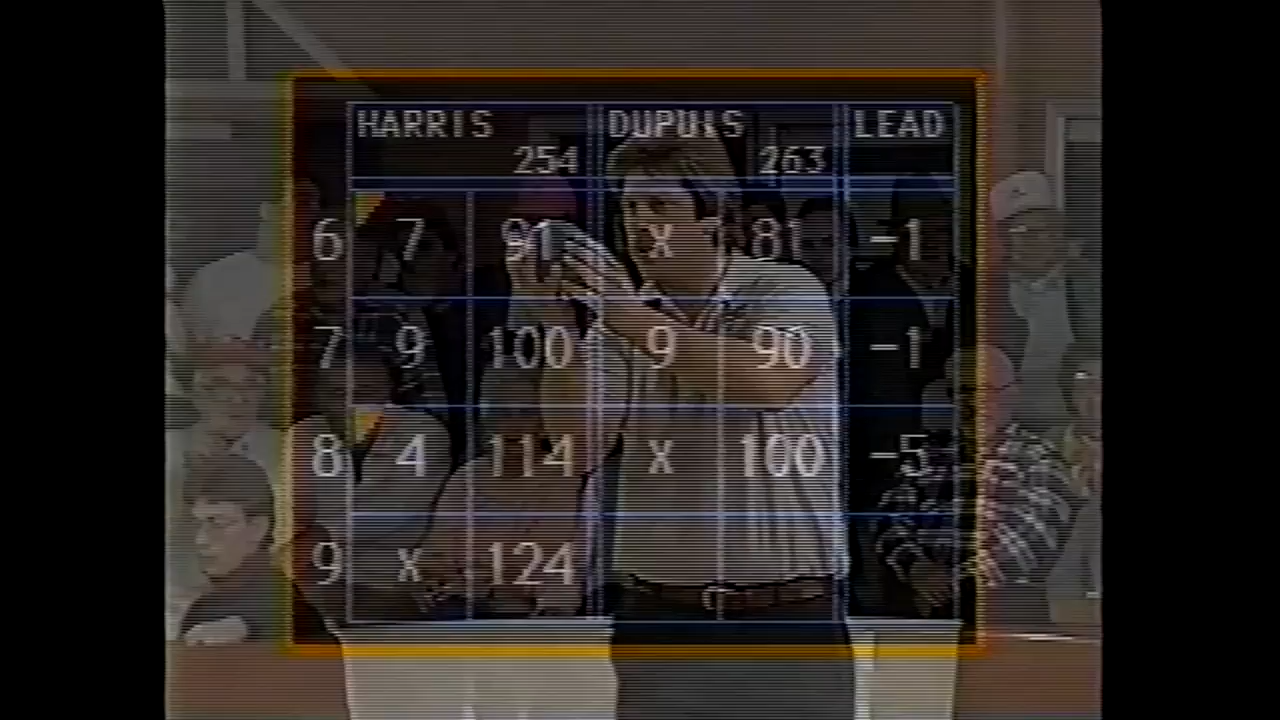 HARRIS DUPUIS LEAD
254 263
6 7 91 x 81 -1
7 9 100 9 90 -1
8 4 114 x 100 -5
9 x 124